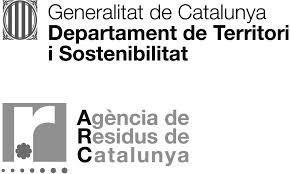 Generalitat de Catalunya
Departament de Territori
i Sostenibilitat
.r
Agència de
Residus de
Catalunya